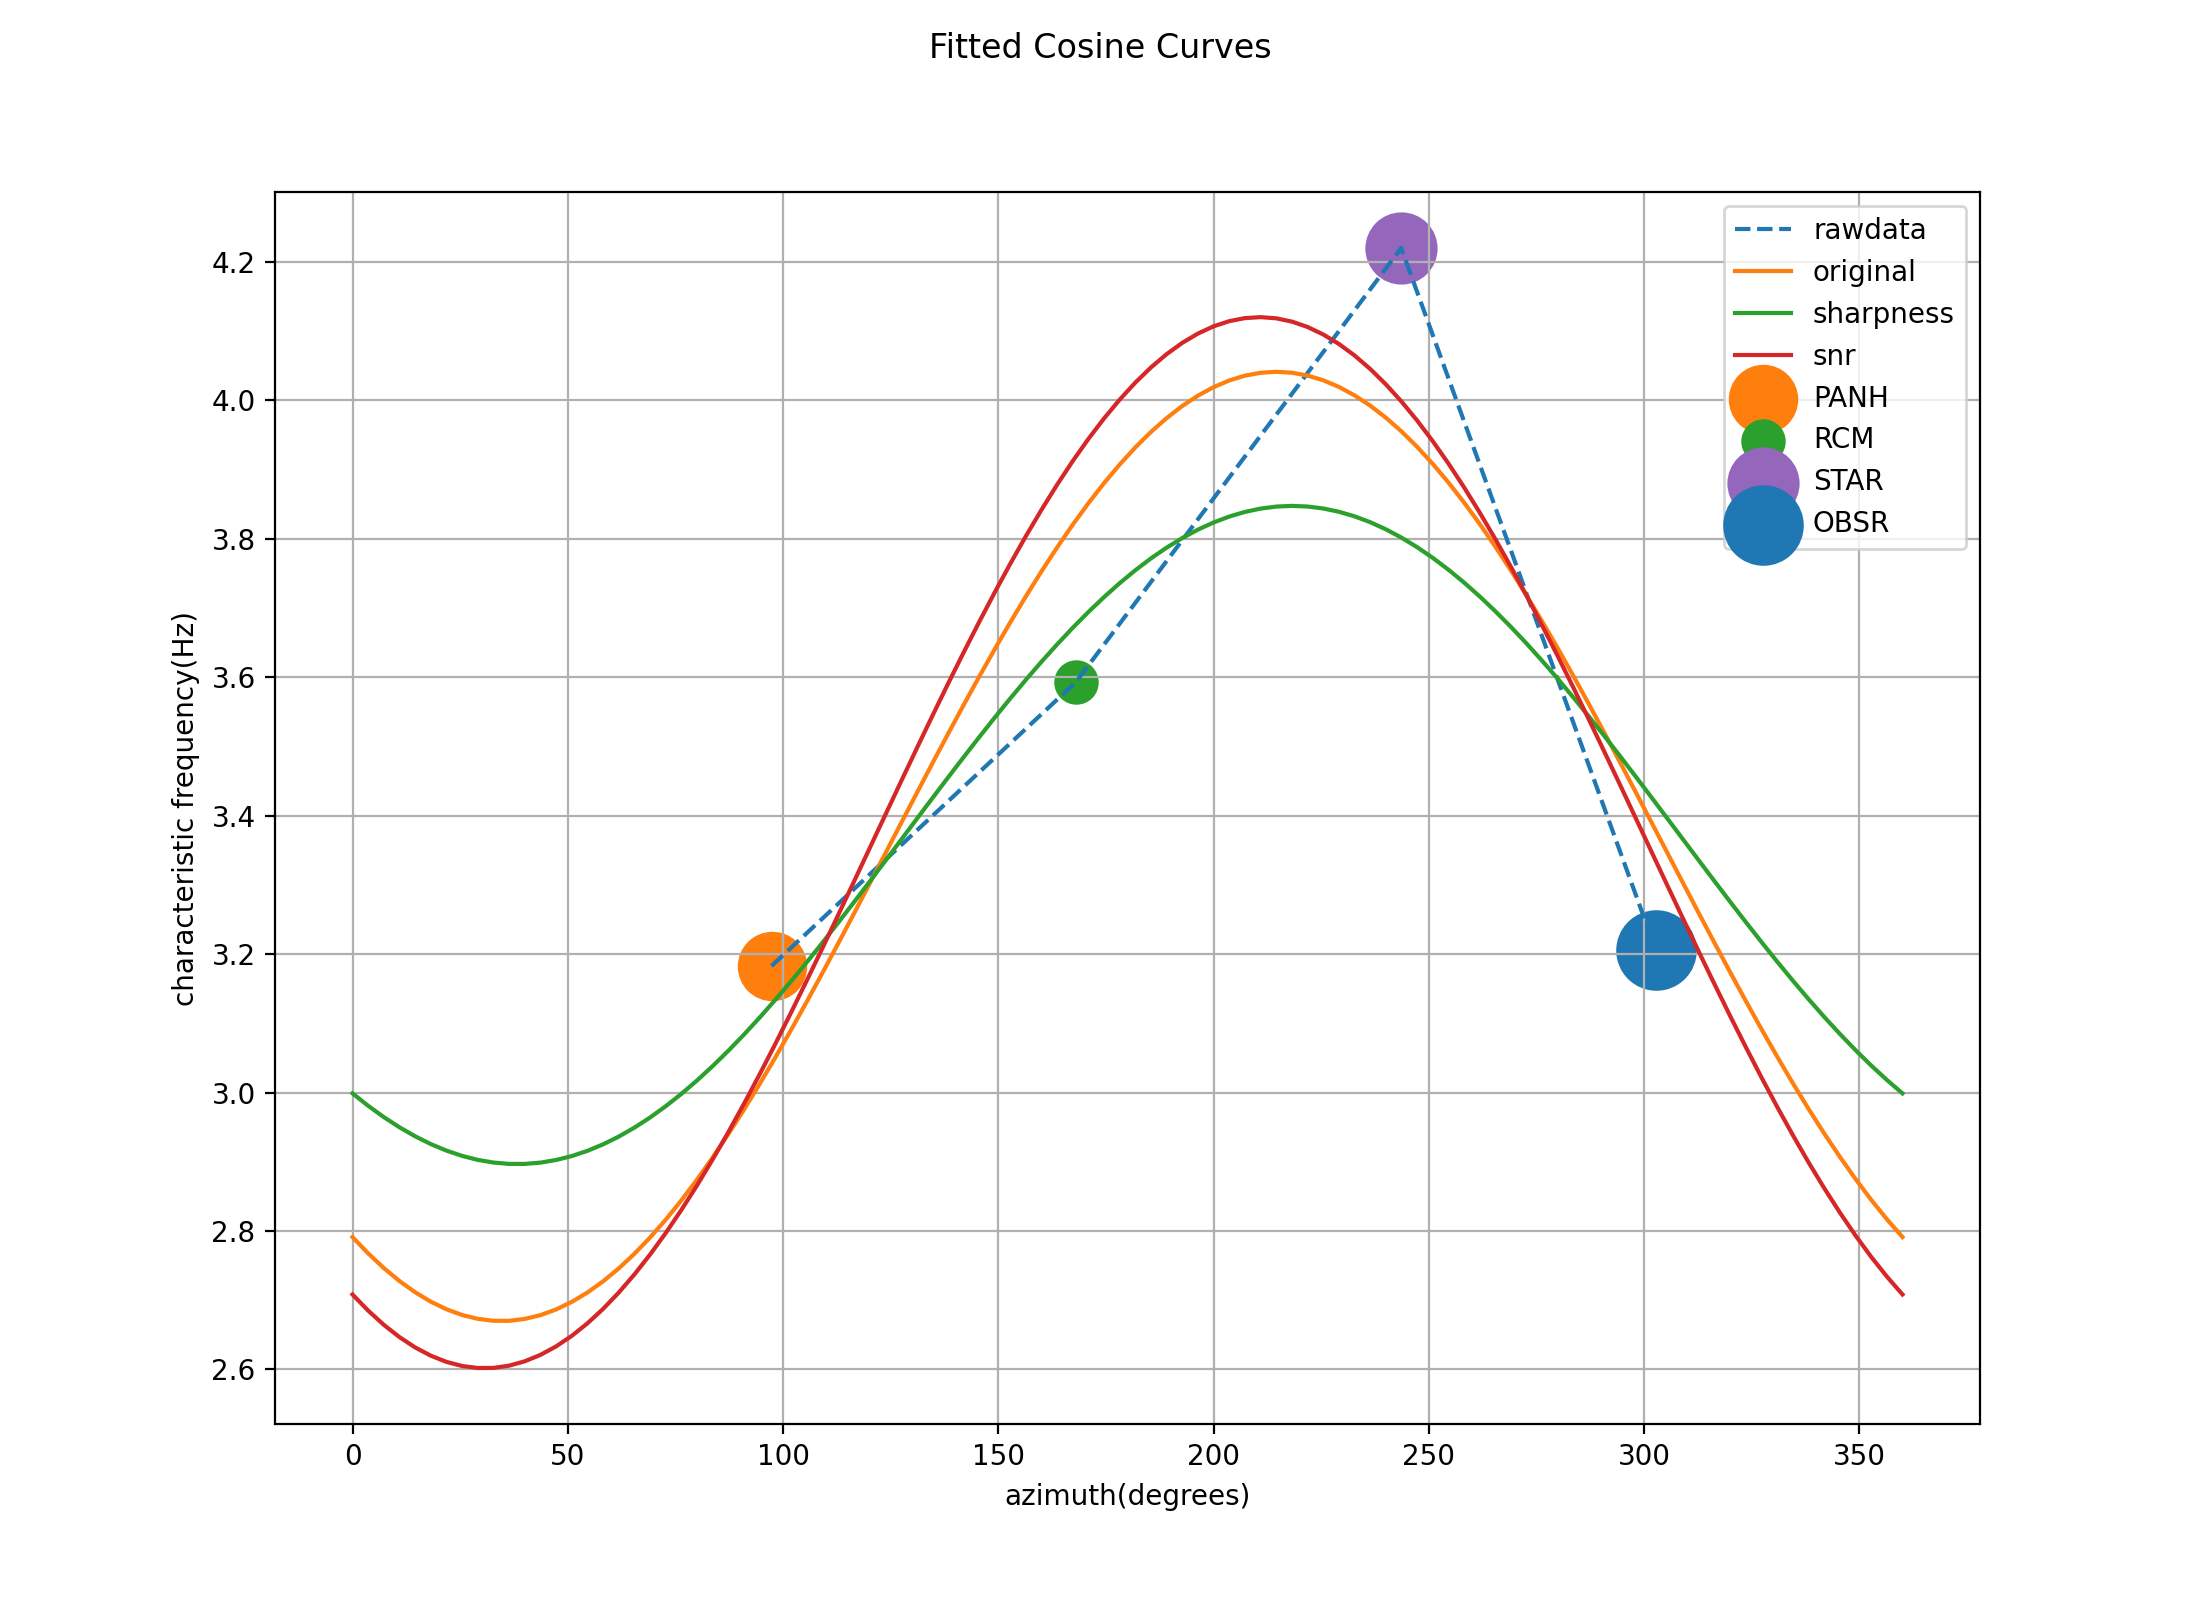 Fitted Cosine Curves
rawdata
original
sharpness
snr
PANH
RCM
STAR
OBSR
characteristic frequency(Hz)
4.2
4.0
3.8
3.6
3.4
3.2
3.0
2.8
2.6
0 50 100 150 200 250 300 350
azimuth(degrees)